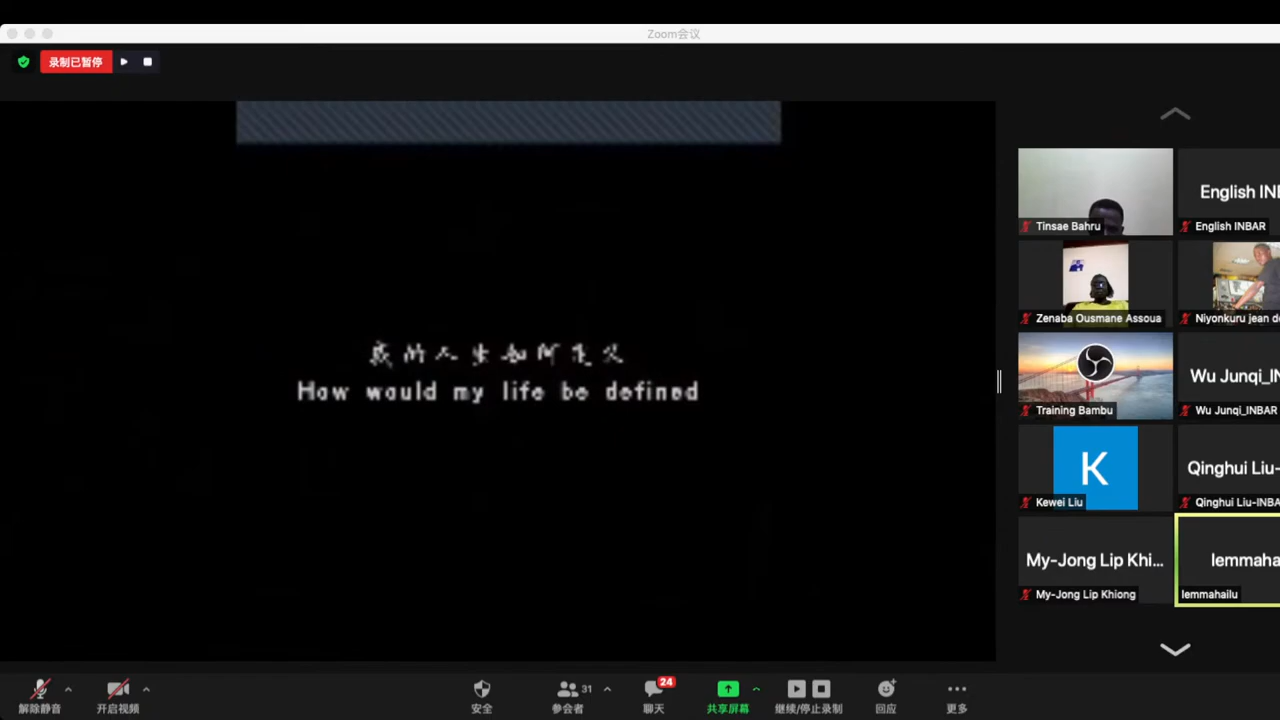 Zoom会议
录制已暂停
我的人生如何定义
How would my life be defined
Tinsae Bahru
English IN
English INBAR
Zenaba Ousmane Assoua
Niyonkuru jean de
Training Bambu
Wu Junqi_IN
Wu Junqi_INBAR
K
Kewei Liu
Qinghui Liu-
Qinghui Liu-INBA
My-Jong Lip Khi...
My-Jong Lip Khiong
lemmaha
lemmahailu
解除静音
开启视频
安全
31
参会者
24
聊天
共享屏幕
继续/停止录制
回应
更多